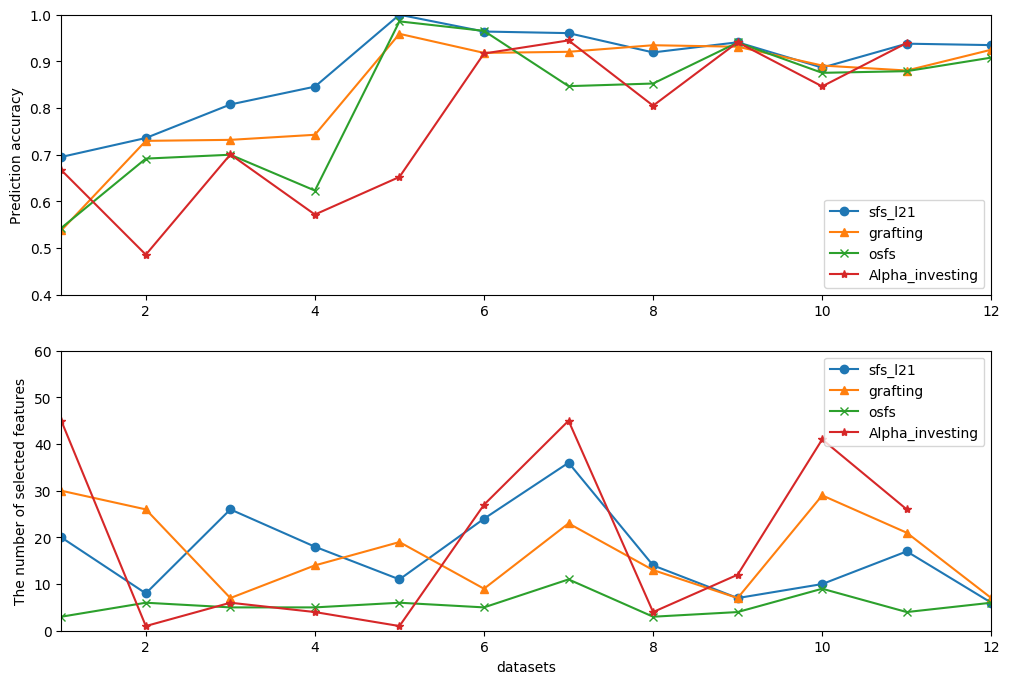 1.0
0.9
0.8
0.7
0.6
0.5
0.4
Prediction accuracy
sfs_l21
grafting
osfs
Alpha_investing
2 4 6 8 10 12
60
50
40
30
20
10
0
The number of selected features
sfs_l21
grafting
osfs
Alpha_investing
2 4 6 8 10 12
datasets